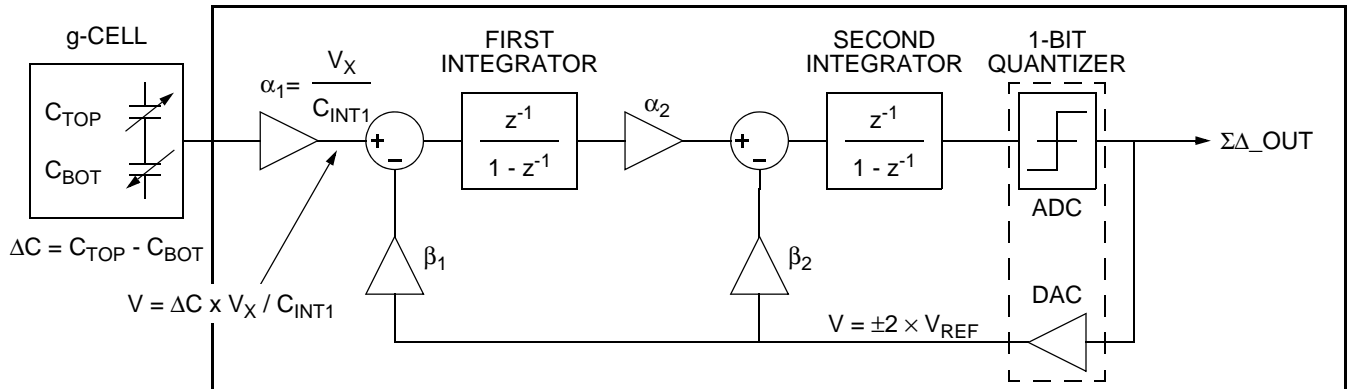 g-CELL
C_TOP
C_BOT
ΔC = C_TOP - C_BOT
α₁= V_X / C_INT1
V = ΔC x V_X / C_INT1
+
-
FIRST
INTEGRATOR
z⁻¹
1 - z⁻¹
β₁
α₂
+
-
β₂
SECOND
INTEGRATOR
z⁻¹
1 - z⁻¹
1-BIT
QUANTIZER
ADC
DAC
V = ±2 × V_REF
ΣΔ_OUT